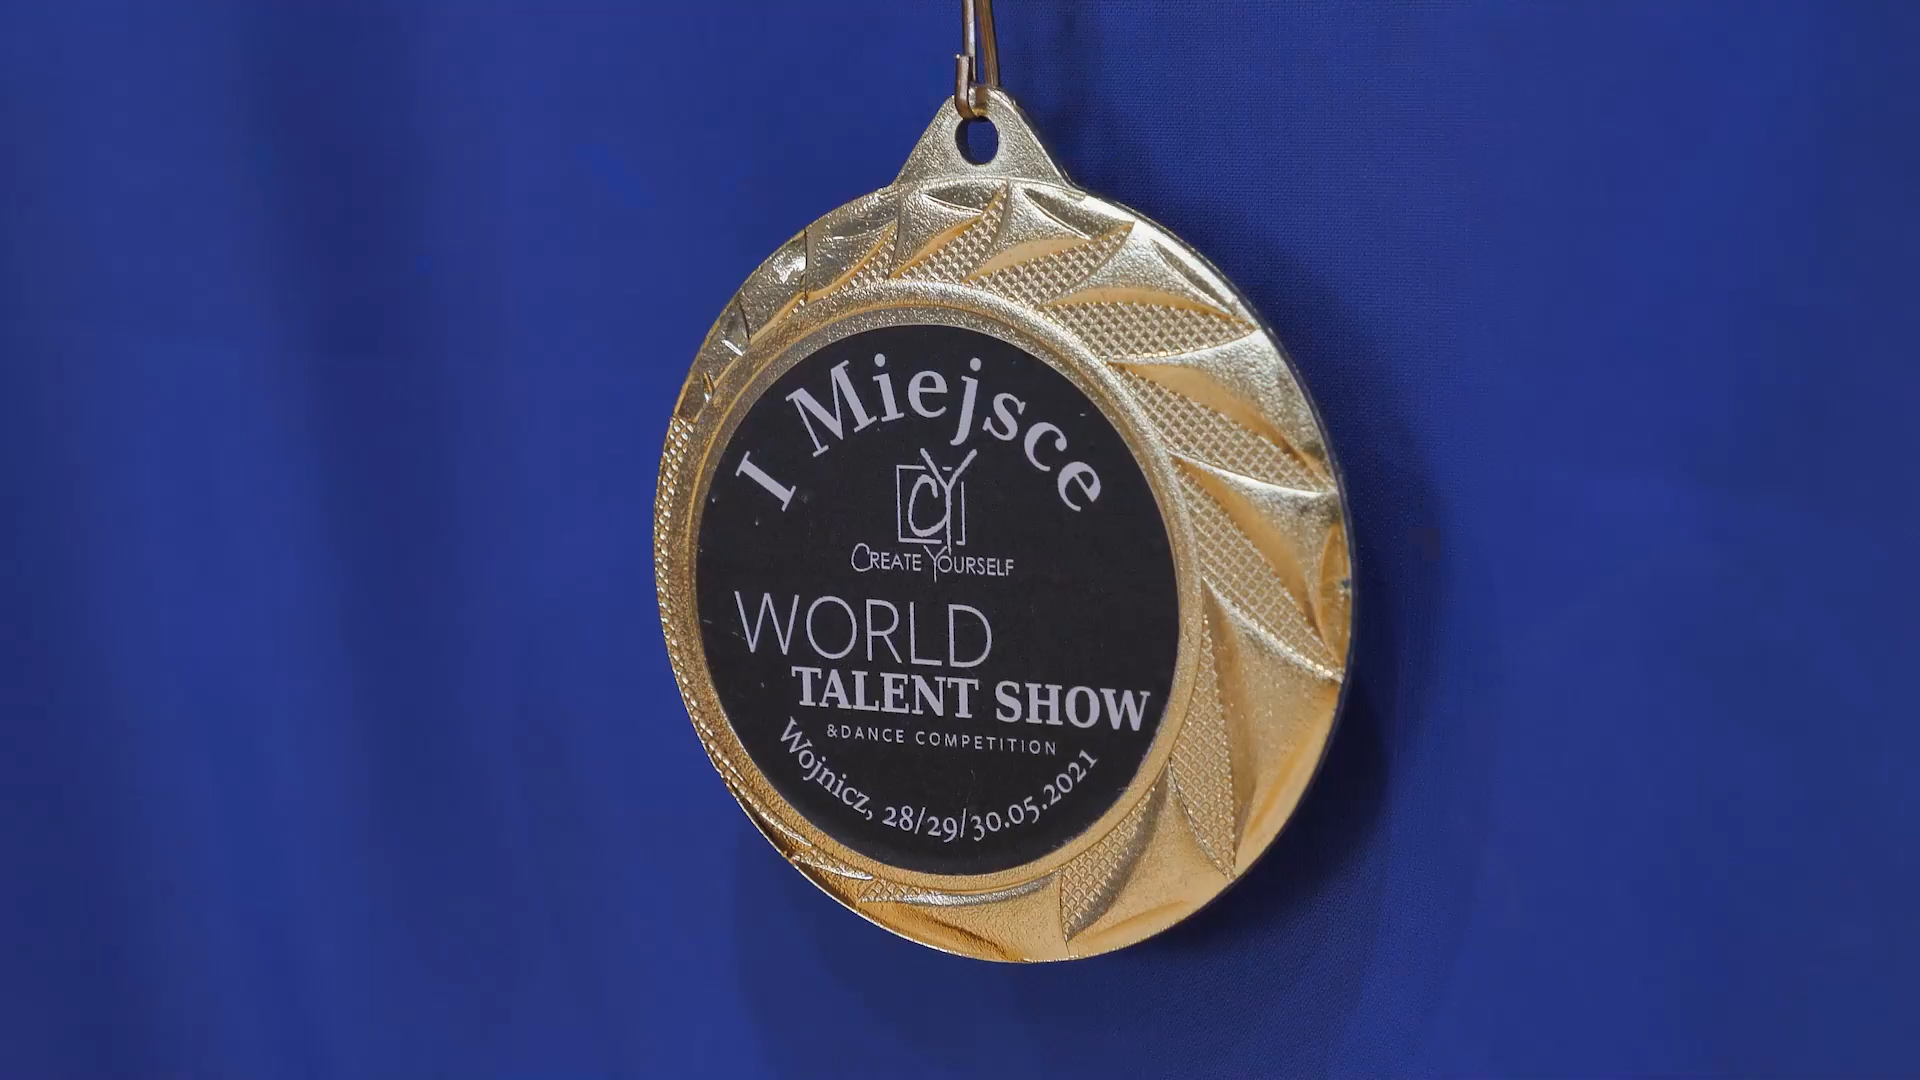 I Miejsce
CY
CREATE YOURSELF
WORLD
TALENT SHOW
&DANCE COMPETITION
Wojnicz, 28/29/30.05.2021